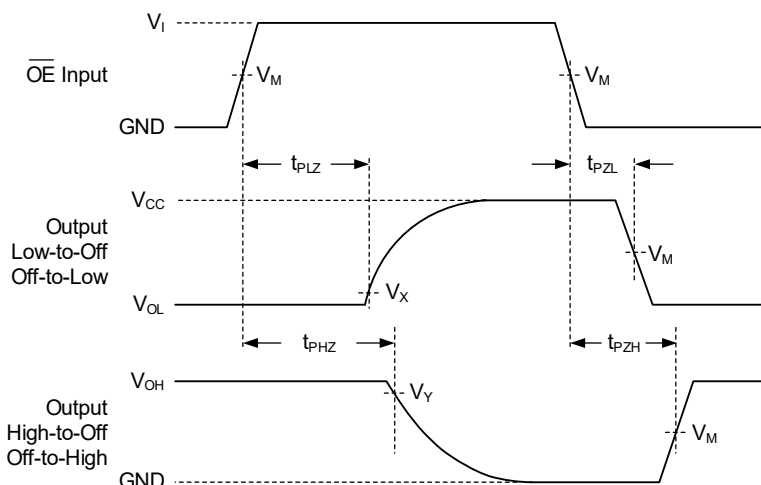 V_I
OE Input
V_M
V_M
GND
t_PLZ
t_PZL
V_CC
Output
Low-to-Off
Off-to-Low
V_M
V_X
V_OL
t_PHZ
t_PZH
V_OH
V_Y
Output
High-to-Off
Off-to-High
V_M
GND